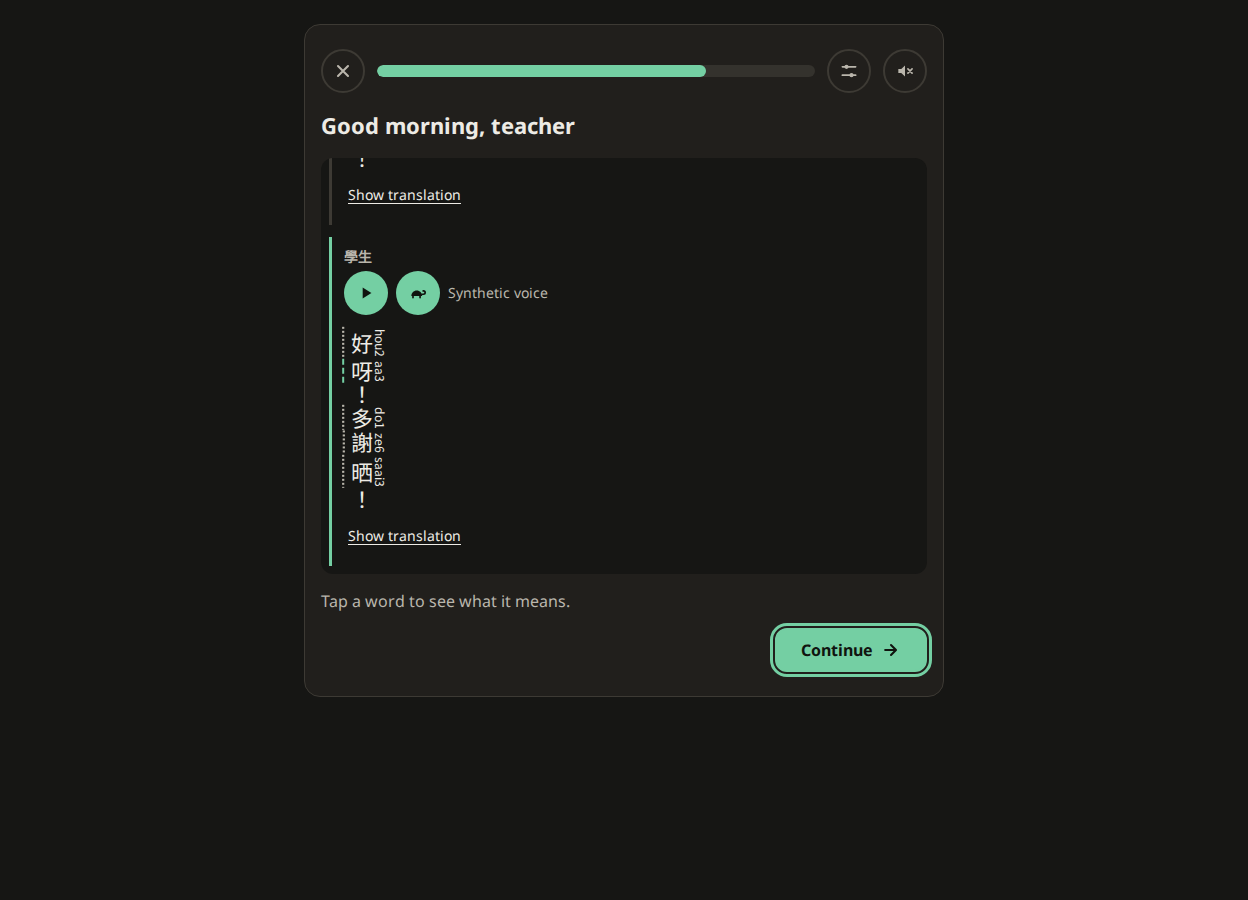 Good morning, teacher
！
Show translation
學生
Synthetic voice
好呀！多謝晒！
hou2 aa3 do1 ze6 saai3
Show translation
Tap a word to see what it means.
Continue